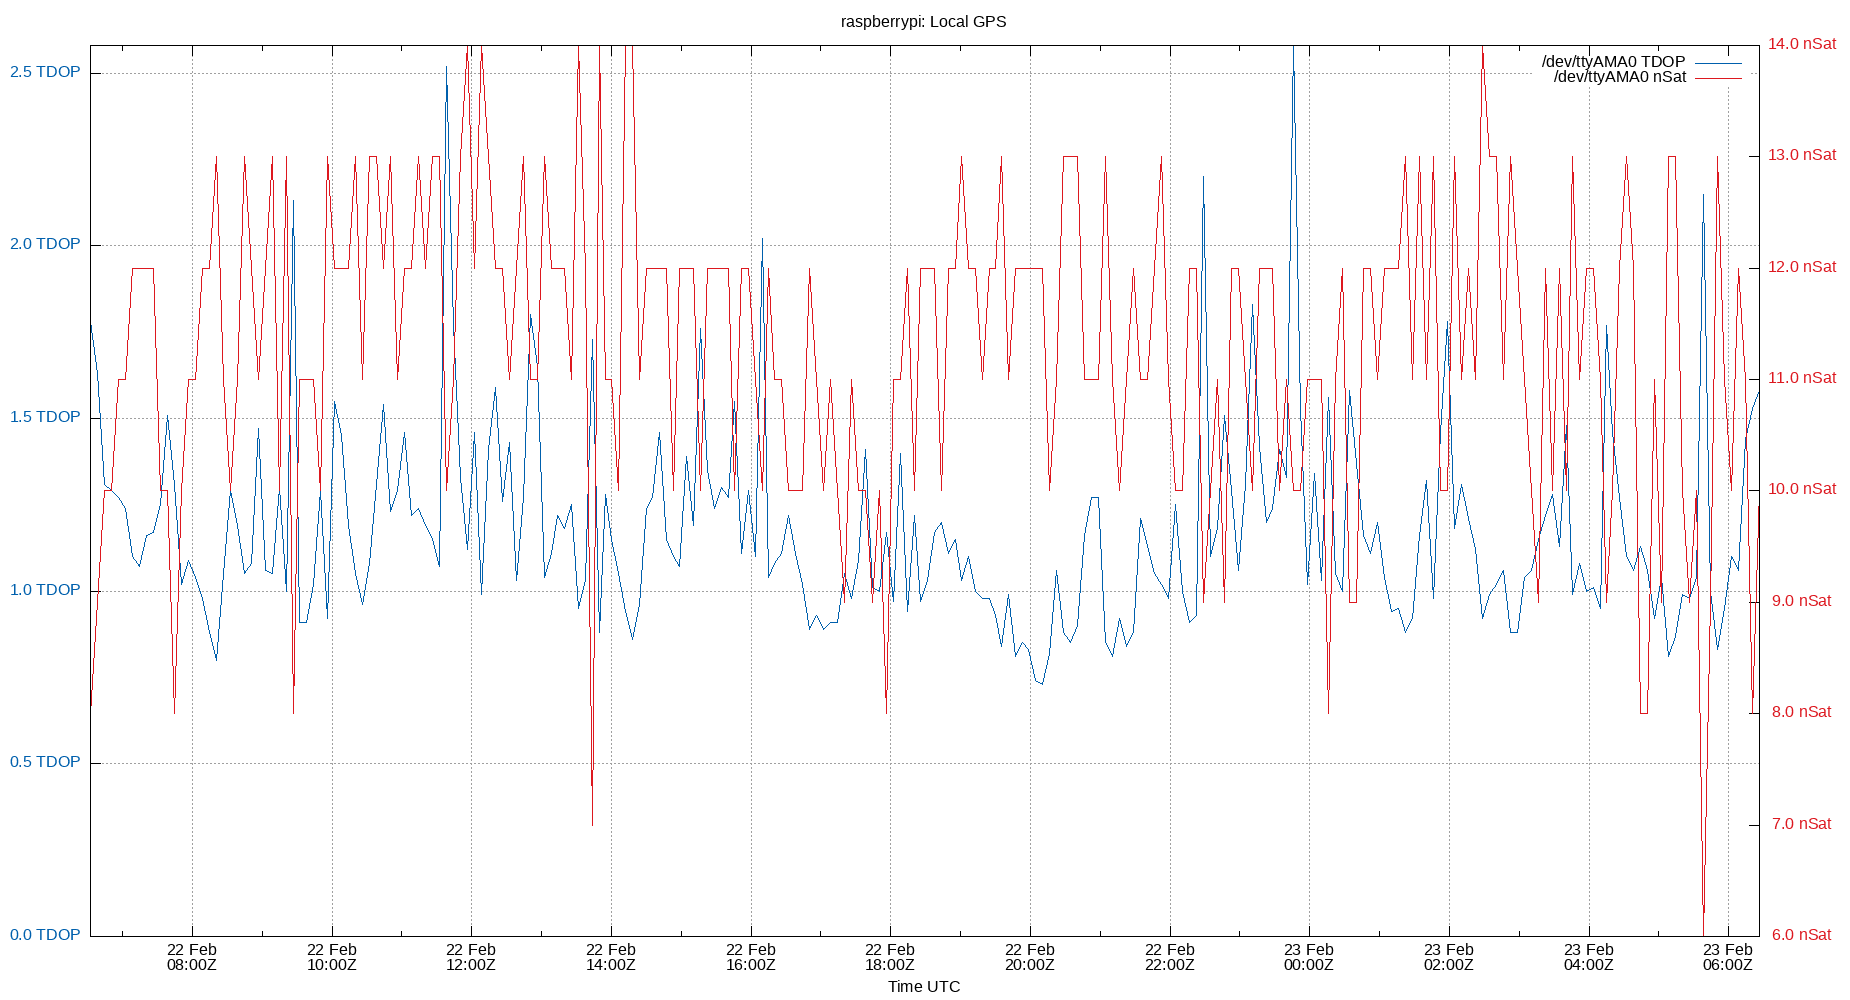 raspberrypi: Local GPS
/dev/ttyAMA0 TDOP
/dev/ttyAMA0 nSat
2.5 TDOP
2.0 TDOP
1.5 TDOP
1.0 TDOP
0.5 TDOP
0.0 TDOP
14.0 nSat
13.0 nSat
12.0 nSat
11.0 nSat
10.0 nSat
9.0 nSat
8.0 nSat
7.0 nSat
6.0 nSat
22 Feb
08:00Z
22 Feb
10:00Z
22 Feb
12:00Z
22 Feb
14:00Z
22 Feb
16:00Z
22 Feb
18:00Z
22 Feb
20:00Z
22 Feb
22:00Z
23 Feb
00:00Z
23 Feb
02:00Z
23 Feb
04:00Z
23 Feb
06:00Z
Time UTC